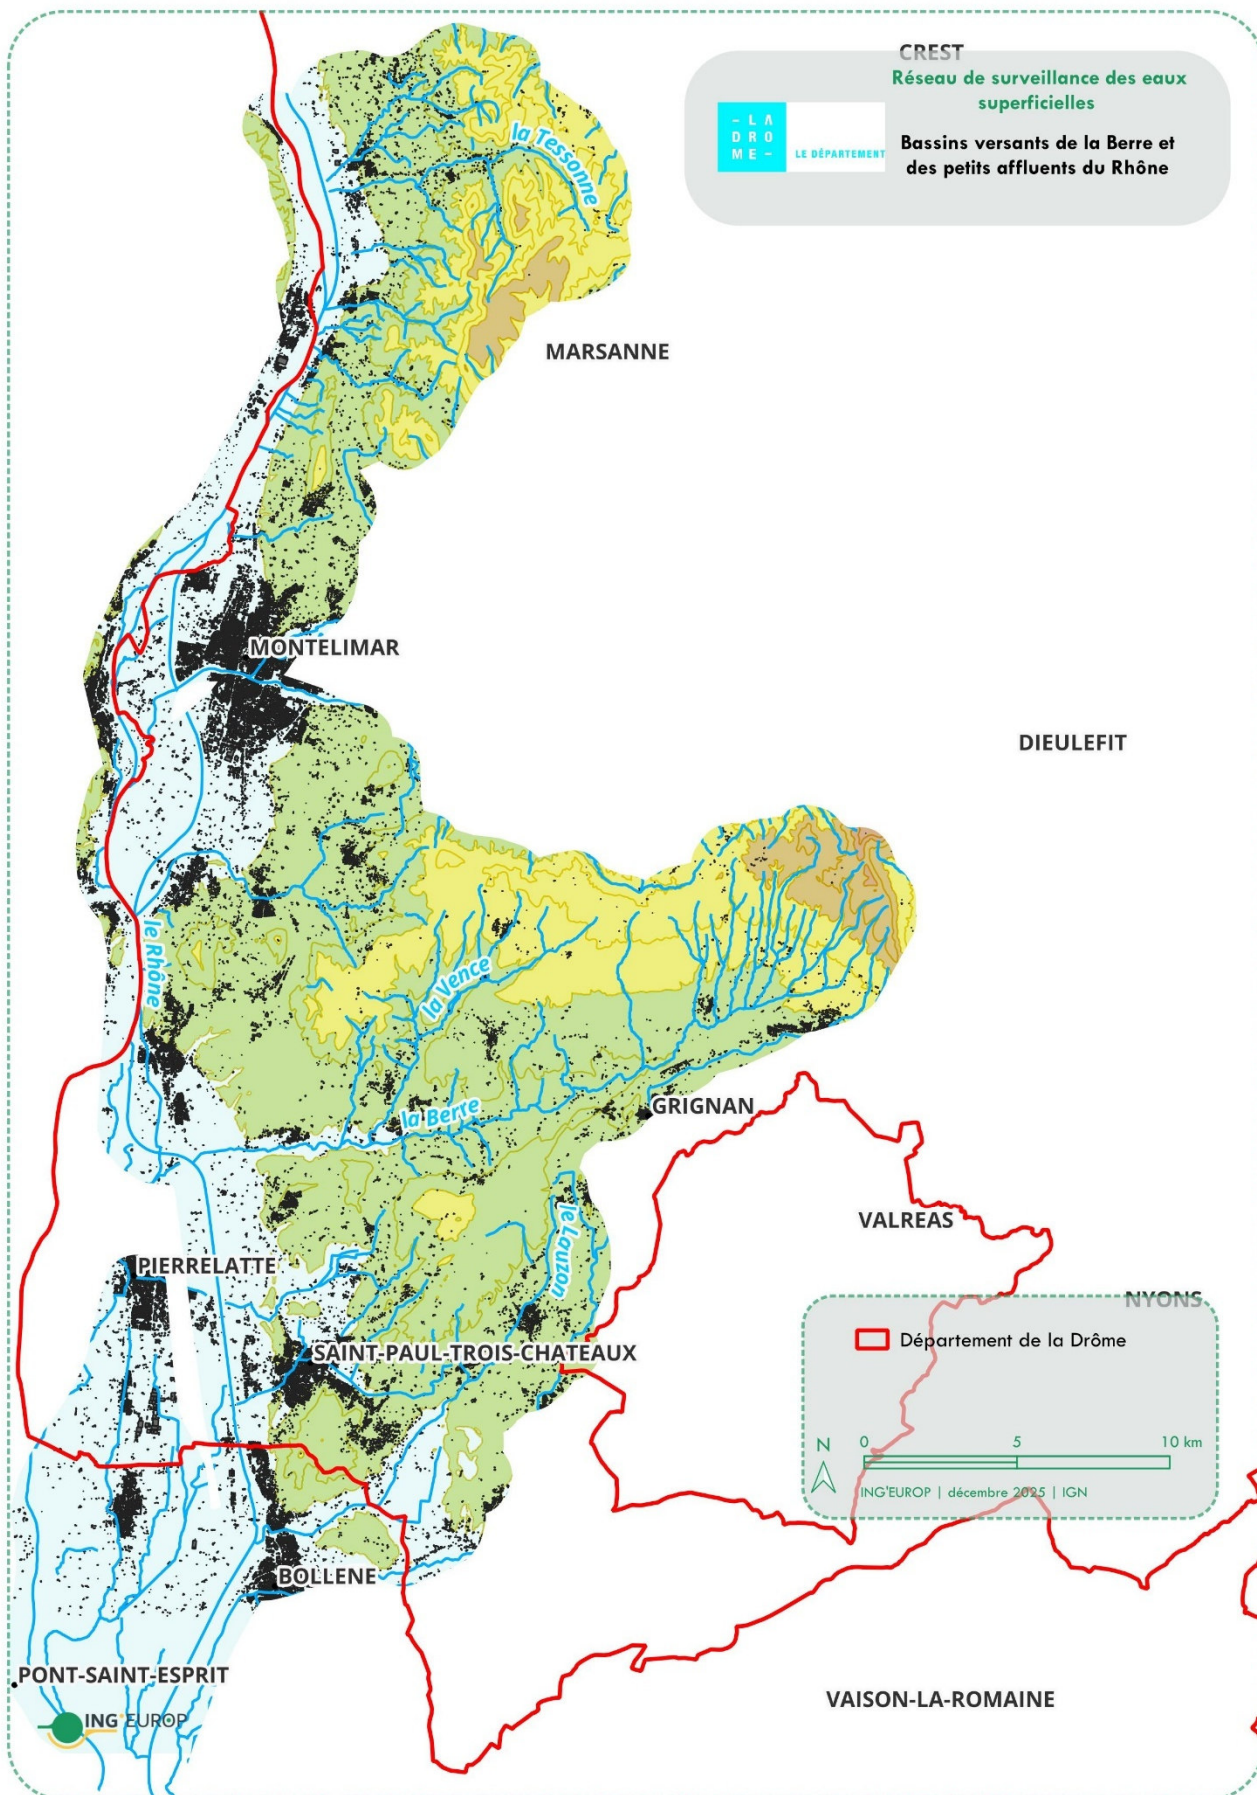 CREST
Réseau de surveillance des eaux
superficielles
- L A
D R O
M E -
LE DÉPARTEMENT
Bassins versants de la Berre et
des petits affluents du Rhône
la Tessonne
MARSANNE
MONTELIMAR
DIEULEFIT
le Rhône
la Vence
la Berre
GRIGNAN
VALREAS
le Lauzon
PIERRELATTE
NYONS
Département de la Drôme
SAINT-PAUL-TROIS-CHATEAUX
N
0 5 10 km
ING'EUROP | décembre 2025 | IGN
BOLLENE
PONT-SAINT-ESPRIT
VAISON-LA-ROMAINE
ING'EUROP